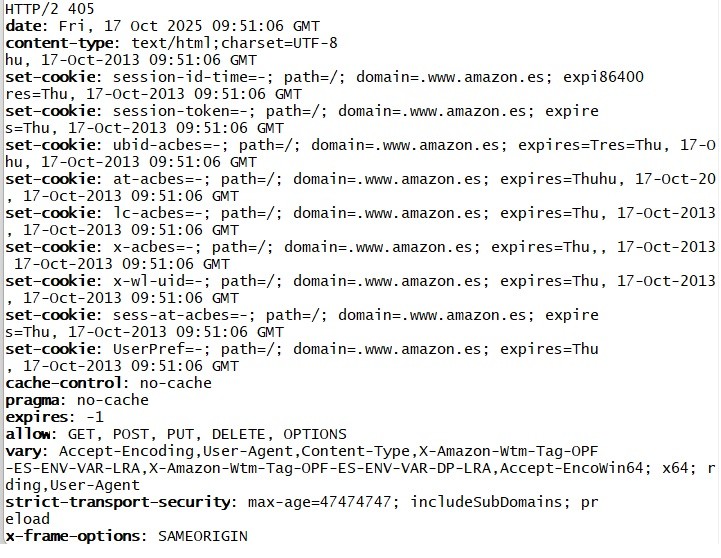 HTTP/2 405
date: Fri, 17 Oct 2025 09:51:06 GMT
content-type: text/html;charset=UTF-8
hu, 17-Oct-2013 09:51:06 GMT
set-cookie: session-id-time=-; path=/; domain=.www.amazon.es; expi86400
res=Thu, 17-Oct-2013 09:51:06 GMT
set-cookie: session-token=-; path=/; domain=.www.amazon.es; expire
s=Thu, 17-Oct-2013 09:51:06 GMT
set-cookie: ubid-acbes=-; path=/; domain=.www.amazon.es; expires=Tres=Thu, 17-O
hu, 17-Oct-2013 09:51:06 GMT
set-cookie: at-acbes=-; path=/; domain=.www.amazon.es; expires=Thuhu, 17-Oct-20
, 17-Oct-2013 09:51:06 GMT
set-cookie: lc-acbes=-; path=/; domain=.www.amazon.es; expires=Thu, 17-Oct-2013
, 17-Oct-2013 09:51:06 GMT
set-cookie: x-acbes=-; path=/; domain=.www.amazon.es; expires=Thu,, 17-Oct-2013
 17-Oct-2013 09:51:06 GMT
set-cookie: x-wl-uid=-; path=/; domain=.www.amazon.es; expires=Thu, 17-Oct-2013
, 17-Oct-2013 09:51:06 GMT
set-cookie: sess-at-acbes=-; path=/; domain=.www.amazon.es; expire
s=Thu, 17-Oct-2013 09:51:06 GMT
set-cookie: UserPref=-; path=/; domain=.www.amazon.es; expires=Thu
, 17-Oct-2013 09:51:06 GMT
cache-control: no-cache
pragma: no-cache
expires: -1
allow: GET, POST, PUT, DELETE, OPTIONS
vary: Accept-Encoding,User-Agent,Content-Type,X-Amazon-Wtm-Tag-OPF
-ES-ENV-VAR-LRA,X-Amazon-Wtm-Tag-OPF-ES-ENV-VAR-DP-LRA,Accept-EncoWin64; x64; r
ding,User-Agent
strict-transport-security: max-age=47474747; includeSubDomains; pr
eload
x-frame-options: SAMEORIGIN